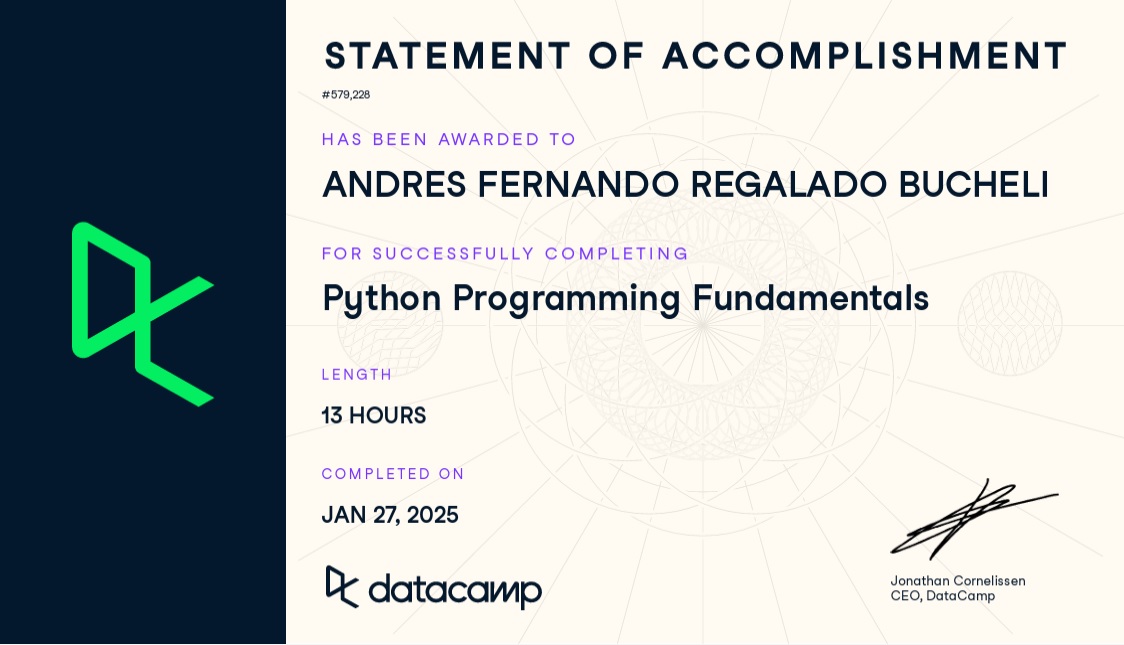 STATEMENT OF ACCOMPLISHMENT
#579,228
HAS BEEN AWARDED TO
ANDRES FERNANDO REGALADO BUCHELI
FOR SUCCESSFULLY COMPLETING
Python Programming Fundamentals
LENGTH
13 HOURS
COMPLETED ON
JAN 27, 2025
datacamp
Jonathan Cornelissen
CEO, DataCamp